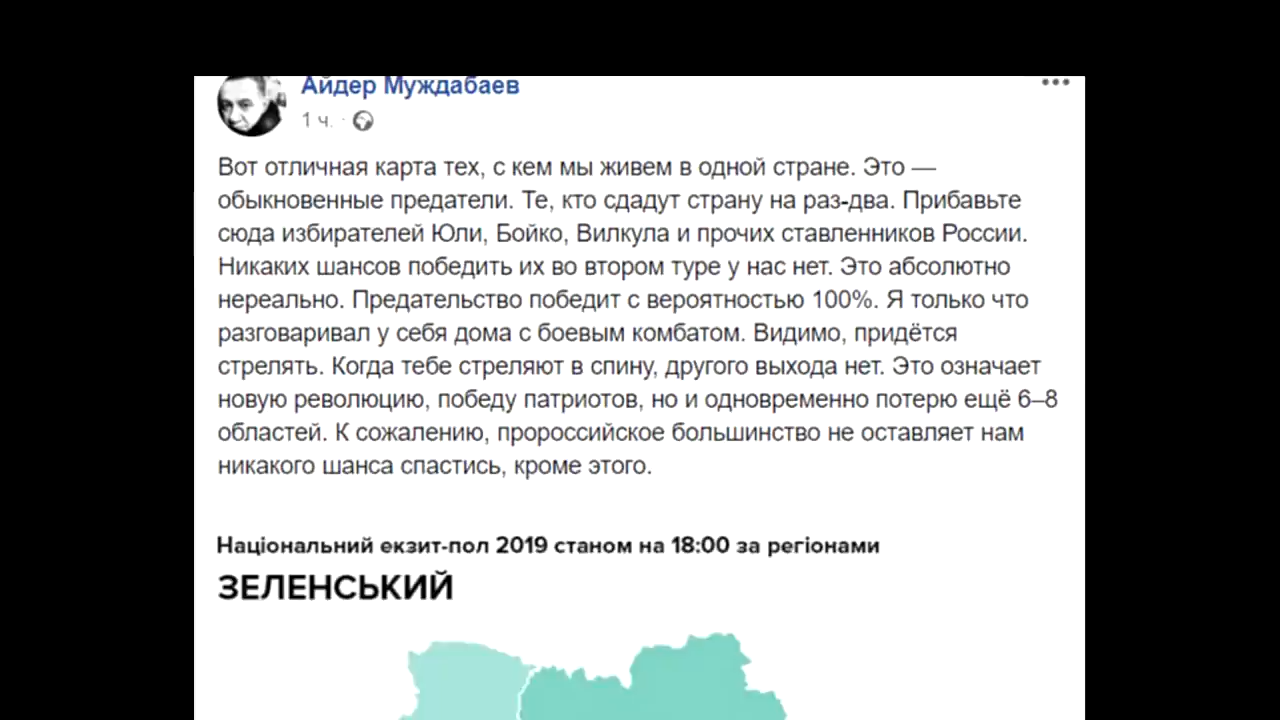 Айдер Муждабаев
1 ч. ·
Вот отличная карта тех, с кем мы живем в одной стране. Это —
обыкновенные предатели. Те, кто сдадут страну на раз-два. Прибавьте
сюда избирателей Юли, Бойко, Вилкула и прочих ставленников России.
Никаких шансов победить их во втором туре у нас нет. Это абсолютно
нереально. Предательство победит с вероятностью 100%. Я только что
разговаривал у себя дома с боевым комбатом. Видимо, придётся
стрелять. Когда тебе стреляют в спину, другого выхода нет. Это означает
новую революцию, победу патриотов, но и одновременно потерю ещё 6–8
областей. К сожалению, пророссийское большинство не оставляет нам
никакого шанса спастись, кроме этого.
Національний екзит-пол 2019 станом на 18:00 за регіонами
ЗЕЛЕНСЬКИЙ